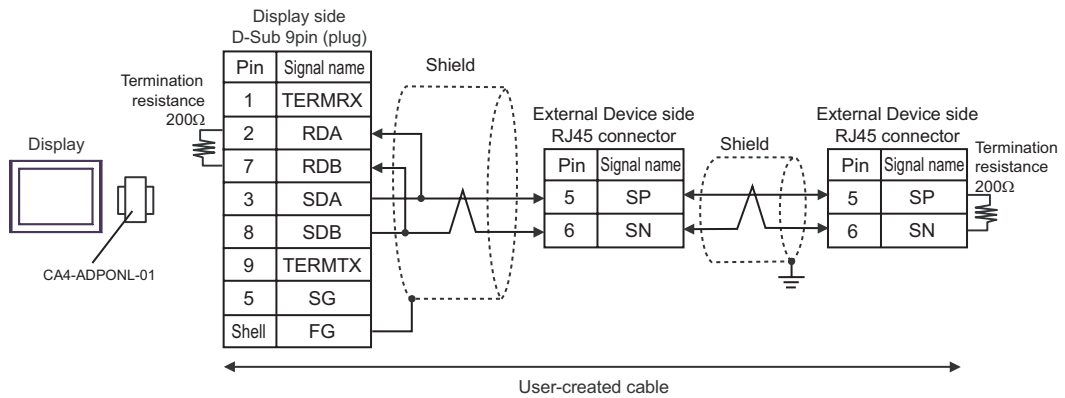 Display side
D-Sub 9pin (plug)
Pin Signal name
1 TERMRX
2 RDA
7 RDB
3 SDA
8 SDB
9 TERMTX
5 SG
Shell FG
Termination
resistance
200Ω
Display
CA4-ADPONL-01
Shield
External Device side
RJ45 connector
Pin Signal name
5 SP
6 SN
Shield
External Device side
RJ45 connector
Pin Signal name
5 SP
6 SN
Termination
resistance
200Ω
User-created cable